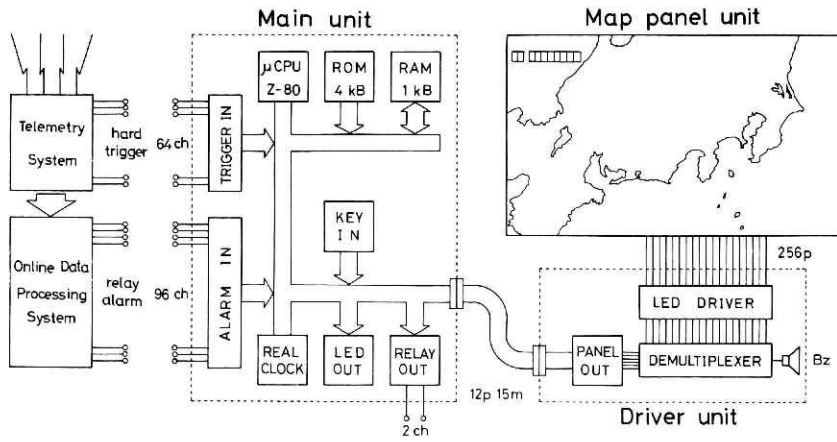 Main unit
Map panel unit
μCPU
Z-80
ROM
4 kB
RAM
1 kB
Telemetry
System
hard
trigger
64 ch
TRIGGER IN
KEY
IN
Online Data
Processing
System
relay
alarm
96 ch
ALARM IN
REAL
CLOCK
LED
OUT
RELAY
OUT
2 ch
12p 15m
256p
LED DRIVER
PANEL
OUT
DEMULTIPLEXER
Bz
Driver unit